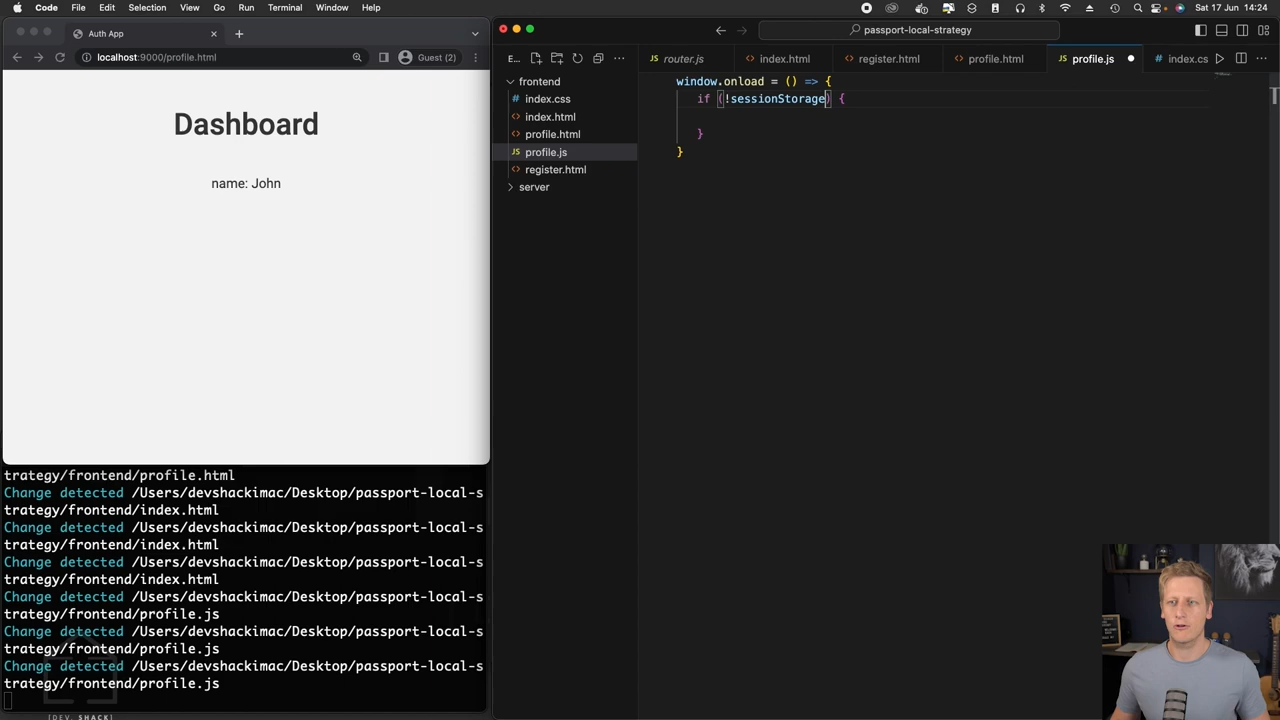 Code File Edit Selection View Go Run Terminal Window Help
Sat 17 Jun 14:24
Auth App
localhost:9000/profile.html
Guest (2)
Dashboard
name: John
trategy/frontend/profile.html
Change detected /Users/devshackimac/Desktop/passport-local-s
trategy/frontend/index.html
Change detected /Users/devshackimac/Desktop/passport-local-s
trategy/frontend/index.html
Change detected /Users/devshackimac/Desktop/passport-local-s
trategy/frontend/index.html
Change detected /Users/devshackimac/Desktop/passport-local-s
trategy/frontend/profile.js
Change detected /Users/devshackimac/Desktop/passport-local-s
trategy/frontend/profile.js
Change detected /Users/devshackimac/Desktop/passport-local-s
trategy/frontend/profile.js
[DEV. SHACK]
passport-local-strategy
E...
JS router.js
<> index.html
<> register.html
<> profile.html
JS profile.js
# index.cs
frontend
# index.css
<> index.html
<> profile.html
JS profile.js
<> register.html
server
window.onload = () => {
if (!sessionStorage) {
}
}